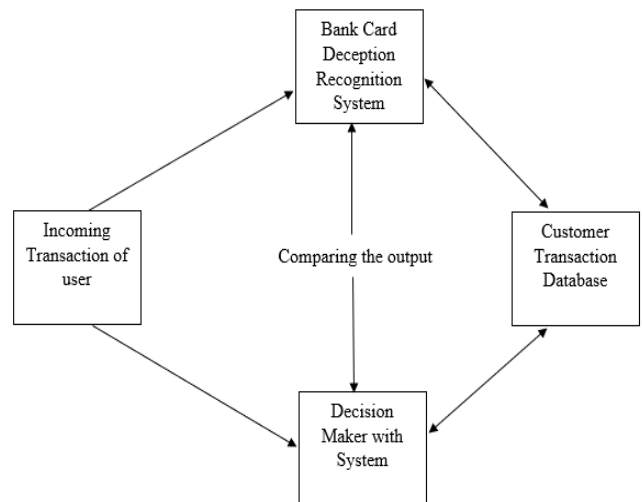 Bank Card
Deception
Recognition
System
Incoming
Transaction of
user
Comparing the output
Customer
Transaction
Database
Decision
Maker with
System